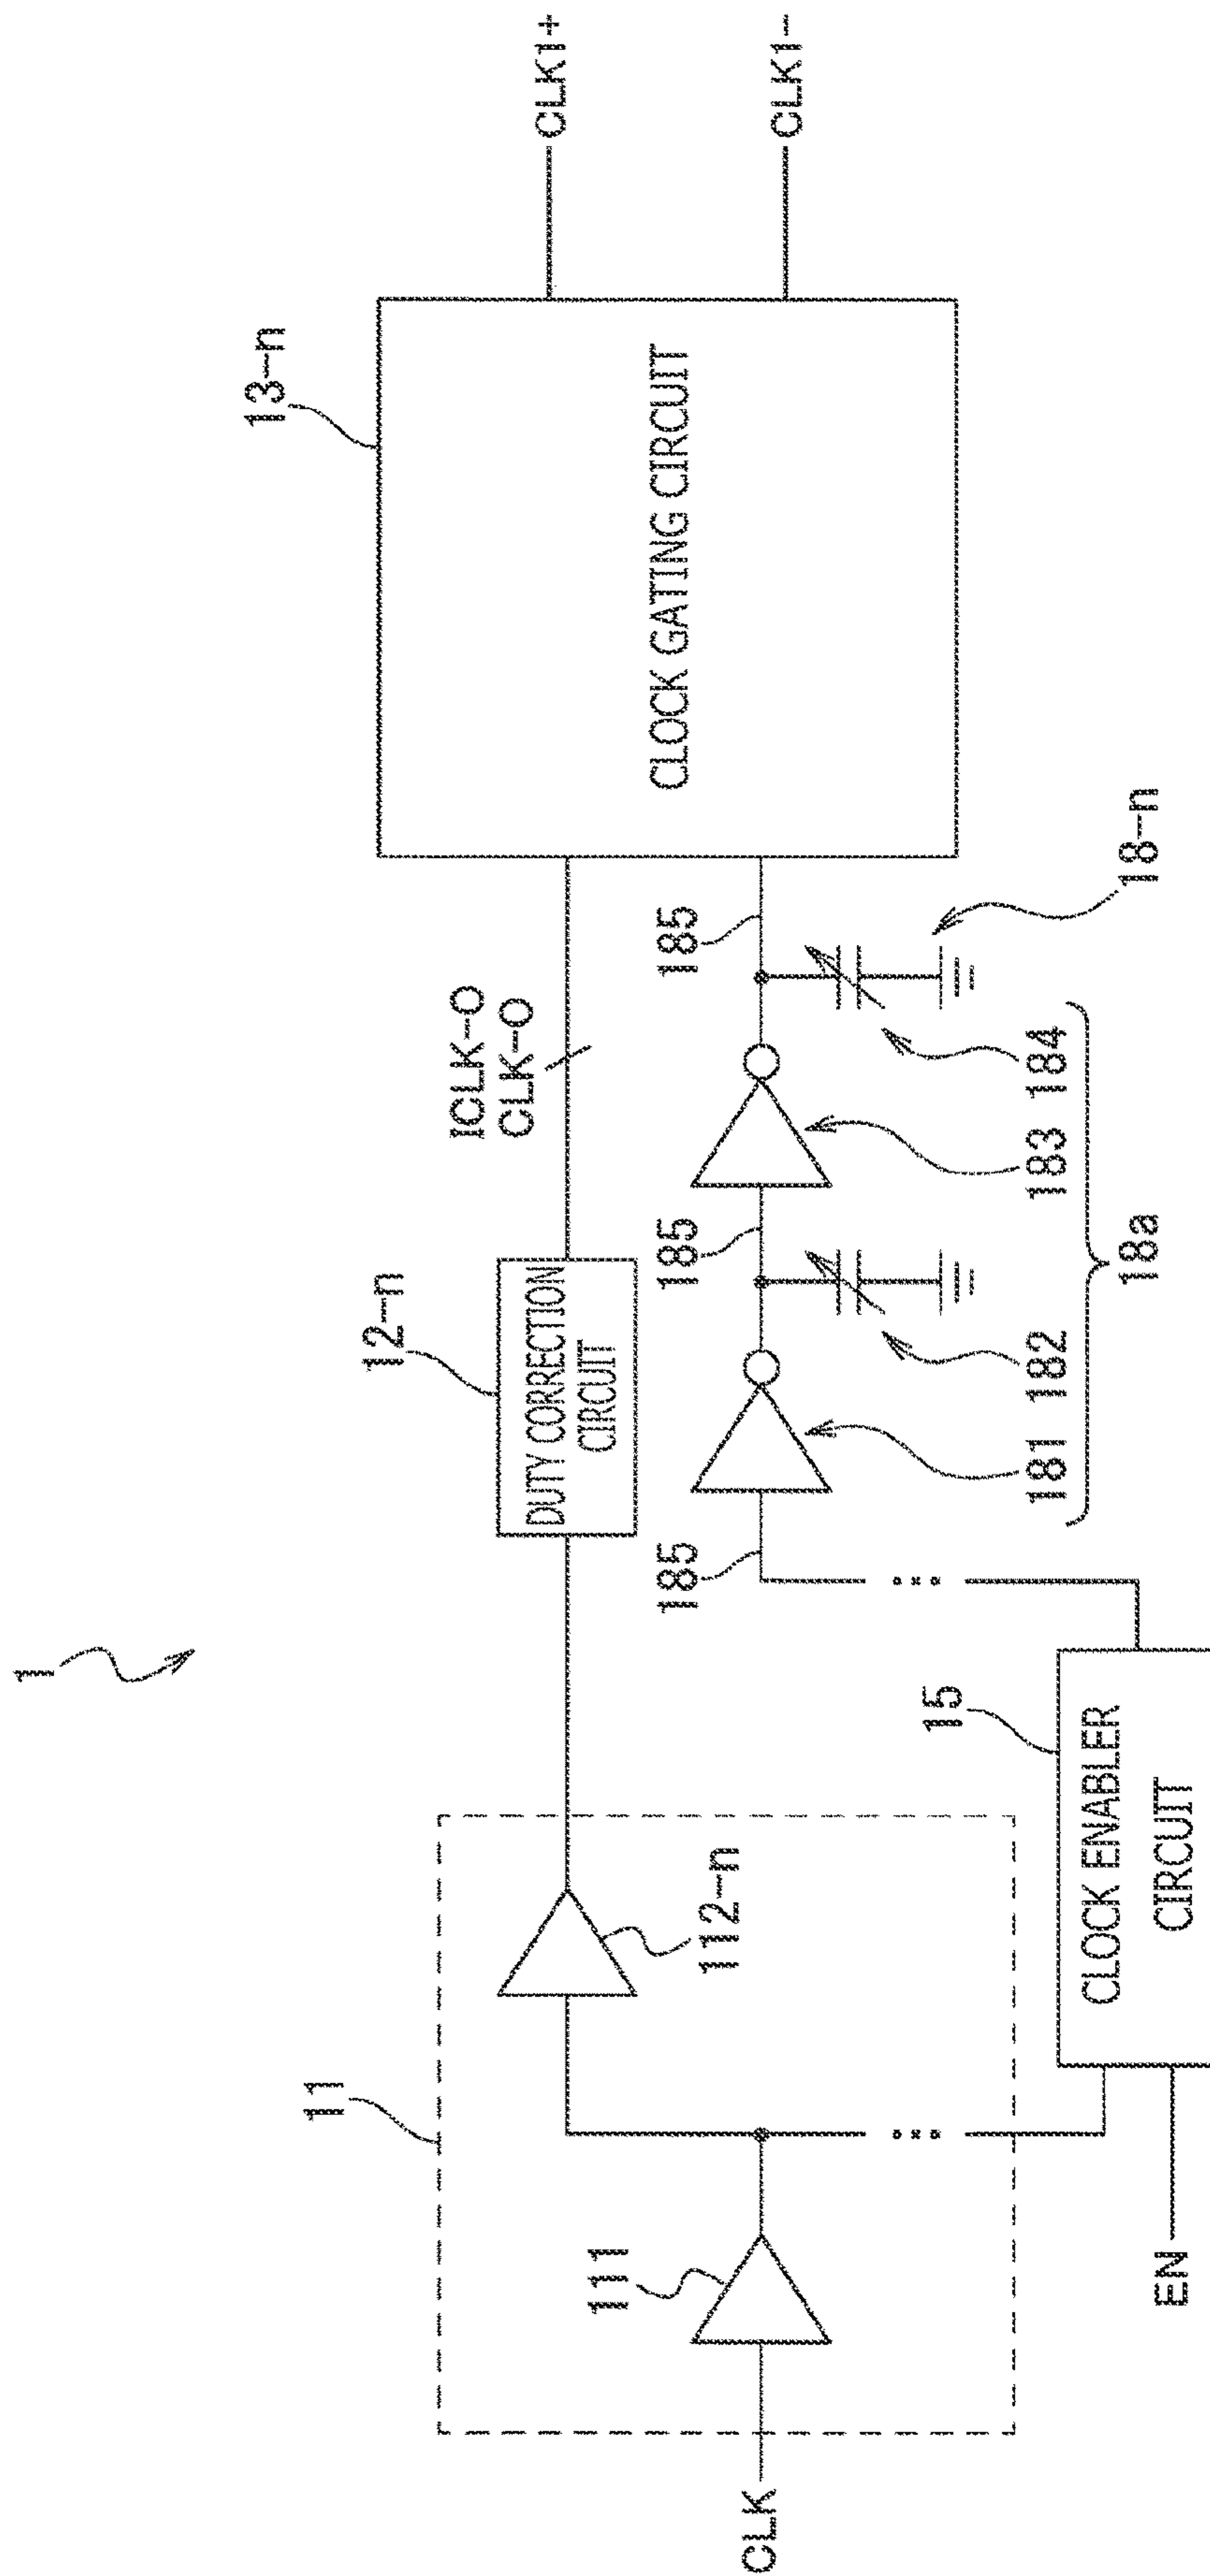 1
11
CLK
111
112-n
12-n
DUTY CORRECTION
CIRCUIT
ICLK-O
CLK-O
13-n
CLOCK GATING CIRCUIT
CLK1+
CLK1-
185
185
185
181
182
183
184
18a
18-n
15
CLOCK ENABLER
CIRCUIT
EN